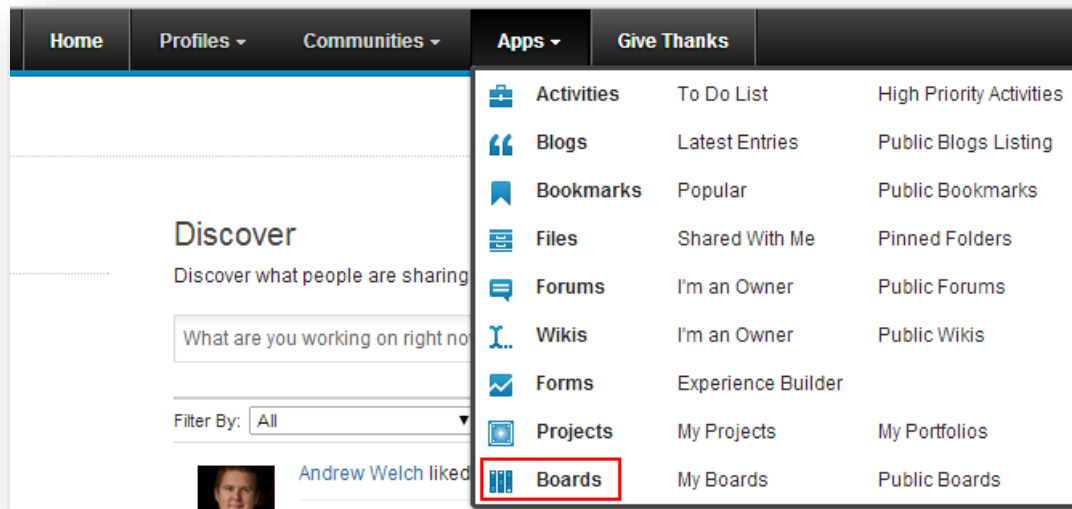 Home Profiles Communities Apps Give Thanks
Activities To Do List High Priority Activities
Blogs Latest Entries Public Blogs Listing
Bookmarks Popular Public Bookmarks
Files Shared With Me Pinned Folders
Forums I'm an Owner Public Forums
Wikis I'm an Owner Public Wikis
Forms Experience Builder
Projects My Projects My Portfolios
Boards My Boards Public Boards
Discover
Discover what people are sharing
What are you working on right no
Filter By: All
Andrew Welch liked